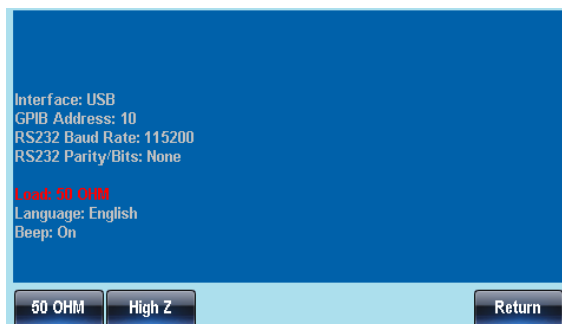 Interface: USB
GPIB Address: 10
RS232 Baud Rate: 115200
RS232 Parity/Bits: None
Load: 50 OHM
Language: English
Beep: On
50 OHM High Z Return